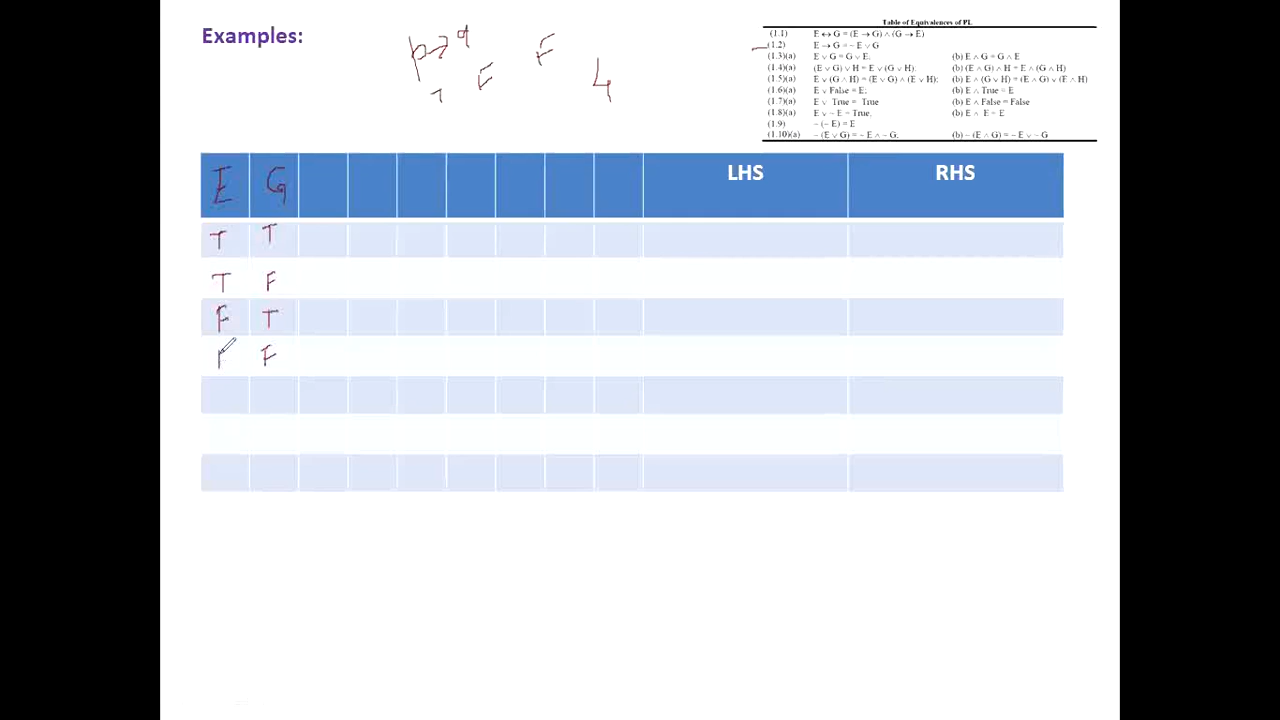 Examples:
p→q
F
T F
4
Table of Equivalences of PL
(1.1) E ↔ G = (E → G) ∧ (G → E)
(1.2) E → G = ~ E ∨ G
(1.3)(a) E ∨ G = G ∨ E; (b) E ∧ G = G ∧ E
(1.4)(a) (E ∨ G) ∨ H = E ∨ (G ∨ H); (b) (E ∧ G) ∧ H = E ∧ (G ∧ H)
(1.5)(a) E ∨ (G ∧ H) = (E ∨ G) ∧ (E ∨ H); (b) E ∧ (G ∨ H) = (E ∧ G) ∨ (E ∧ H)
(1.6)(a) E ∨ False = E; (b) E ∧ True = E
(1.7)(a) E ∨ True = True (b) E ∧ False = False
(1.8)(a) E ∨ ~ E = True; (b) E ∧ E = E
(1.9) ~ (~ E) = E
(1.10)(a) ~ (E ∨ G) = ~ E ∧ ~ G; (b) ~ (E ∧ G) = ~ E ∨ ~ G
E G LHS RHS
T T
T F
F T
F F